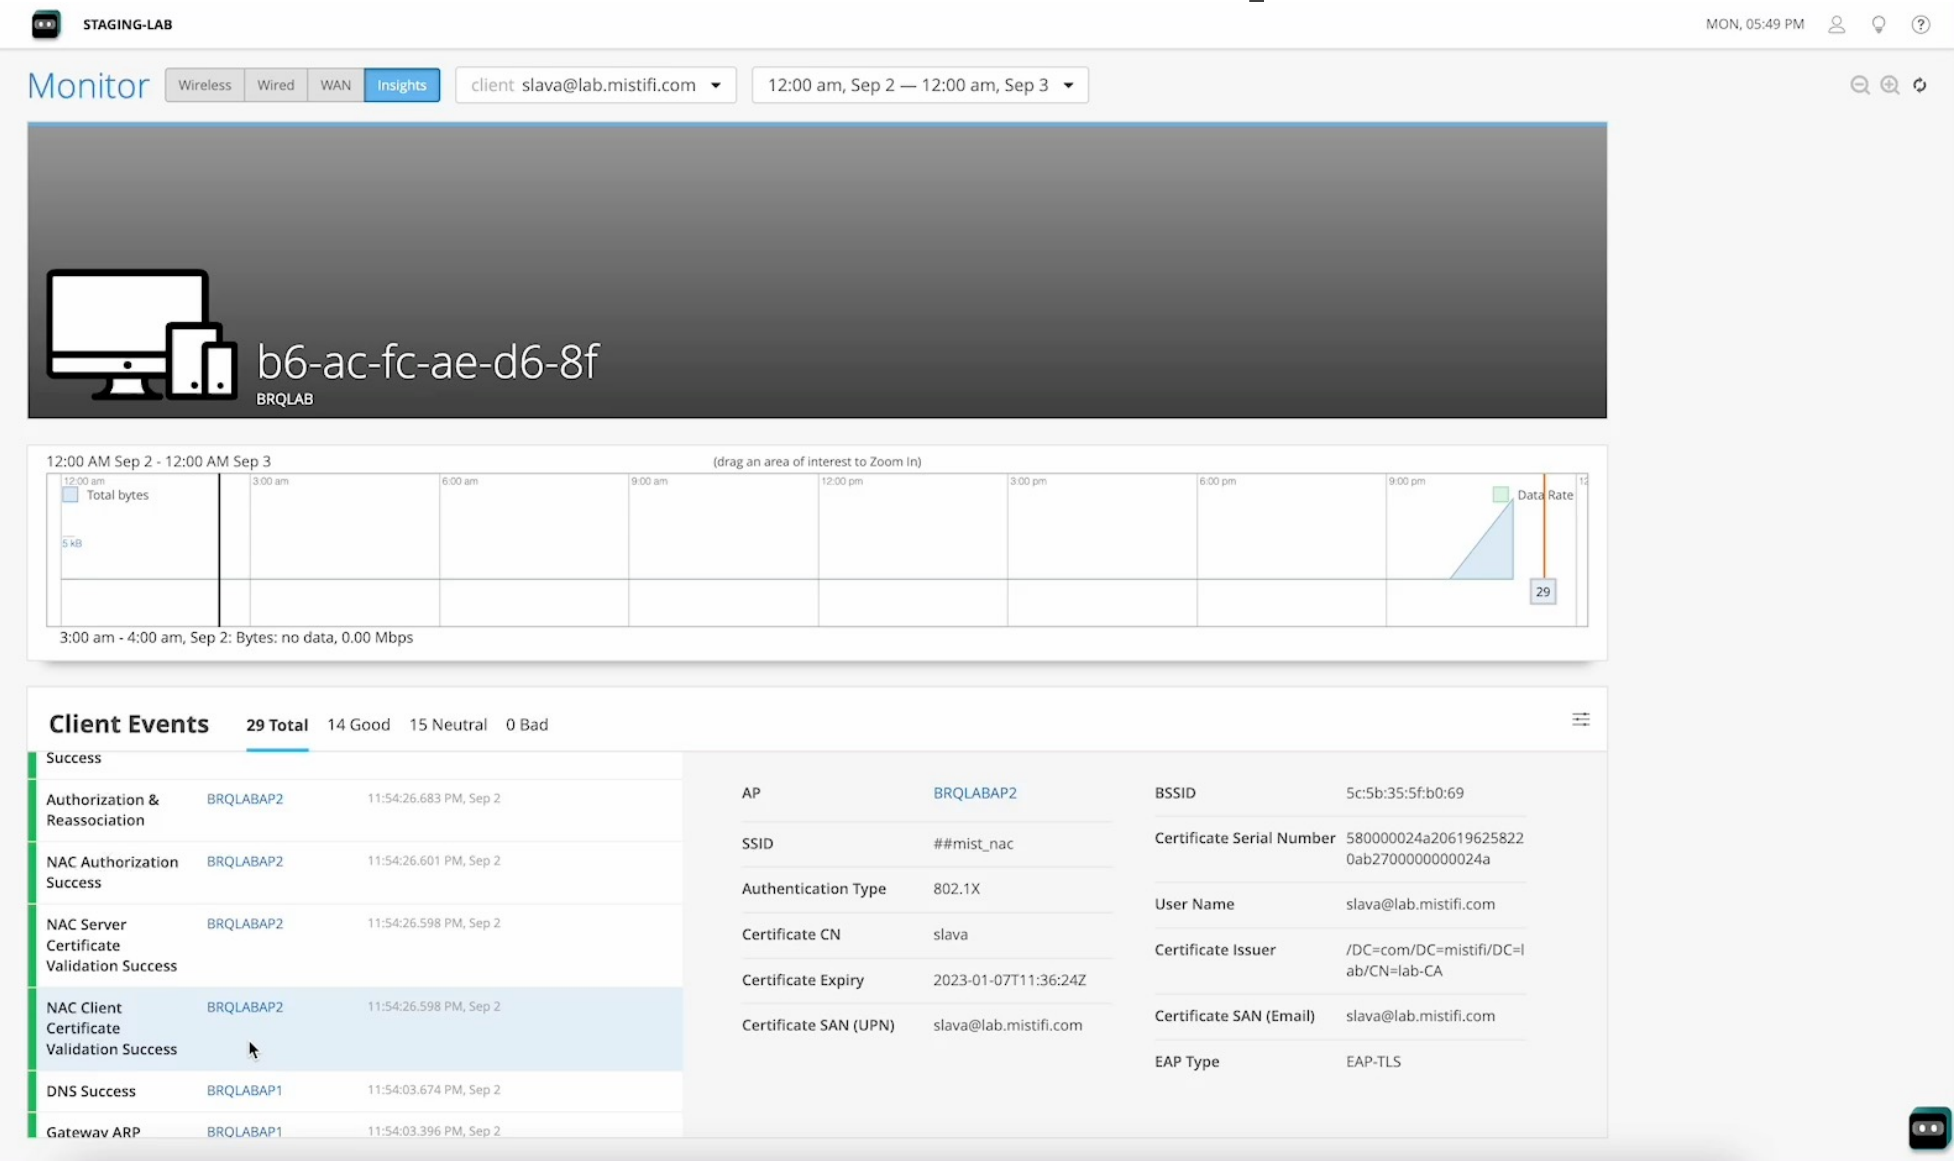 STAGING-LAB
MON, 05:49 PM
Monitor
Wireless
Wired
WAN
Insights
client slava@lab.mistifi.com
12:00 am, Sep 2 — 12:00 am, Sep 3
b6-ac-fc-ae-d6-8f
BRQLAB
12:00 AM Sep 2 - 12:00 AM Sep 3
(drag an area of interest to Zoom In)
12:00 am
3:00 am
6:00 am
9:00 am
12:00 pm
3:00 pm
6:00 pm
9:00 pm
12
Total bytes
Data Rate
5 kB
29
3:00 am - 4:00 am, Sep 2: Bytes: no data, 0.00 Mbps
Client Events
29 Total
14 Good
15 Neutral
0 Bad
Success
Authorization &
Reassociation
BRQLABAP2
11:54:26.683 PM, Sep 2
NAC Authorization
Success
BRQLABAP2
11:54:26.601 PM, Sep 2
NAC Server
Certificate
Validation Success
BRQLABAP2
11:54:26.598 PM, Sep 2
NAC Client
Certificate
Validation Success
BRQLABAP2
11:54:26.598 PM, Sep 2
DNS Success
BRQLABAP1
11:54:03.674 PM, Sep 2
Gateway ARP
BRQLABAP1
11:54:03.396 PM, Sep 2
AP
BRQLABAP2
SSID
##mist_nac
Authentication Type
802.1X
Certificate CN
slava
Certificate Expiry
2023-01-07T11:36:24Z
Certificate SAN (UPN)
slava@lab.mistifi.com
BSSID
5c:5b:35:5f:b0:69
Certificate Serial Number
580000024a20619625822
0ab2700000000024a
User Name
slava@lab.mistifi.com
Certificate Issuer
/DC=com/DC=mistifi/DC=l
ab/CN=lab-CA
Certificate SAN (Email)
slava@lab.mistifi.com
EAP Type
EAP-TLS